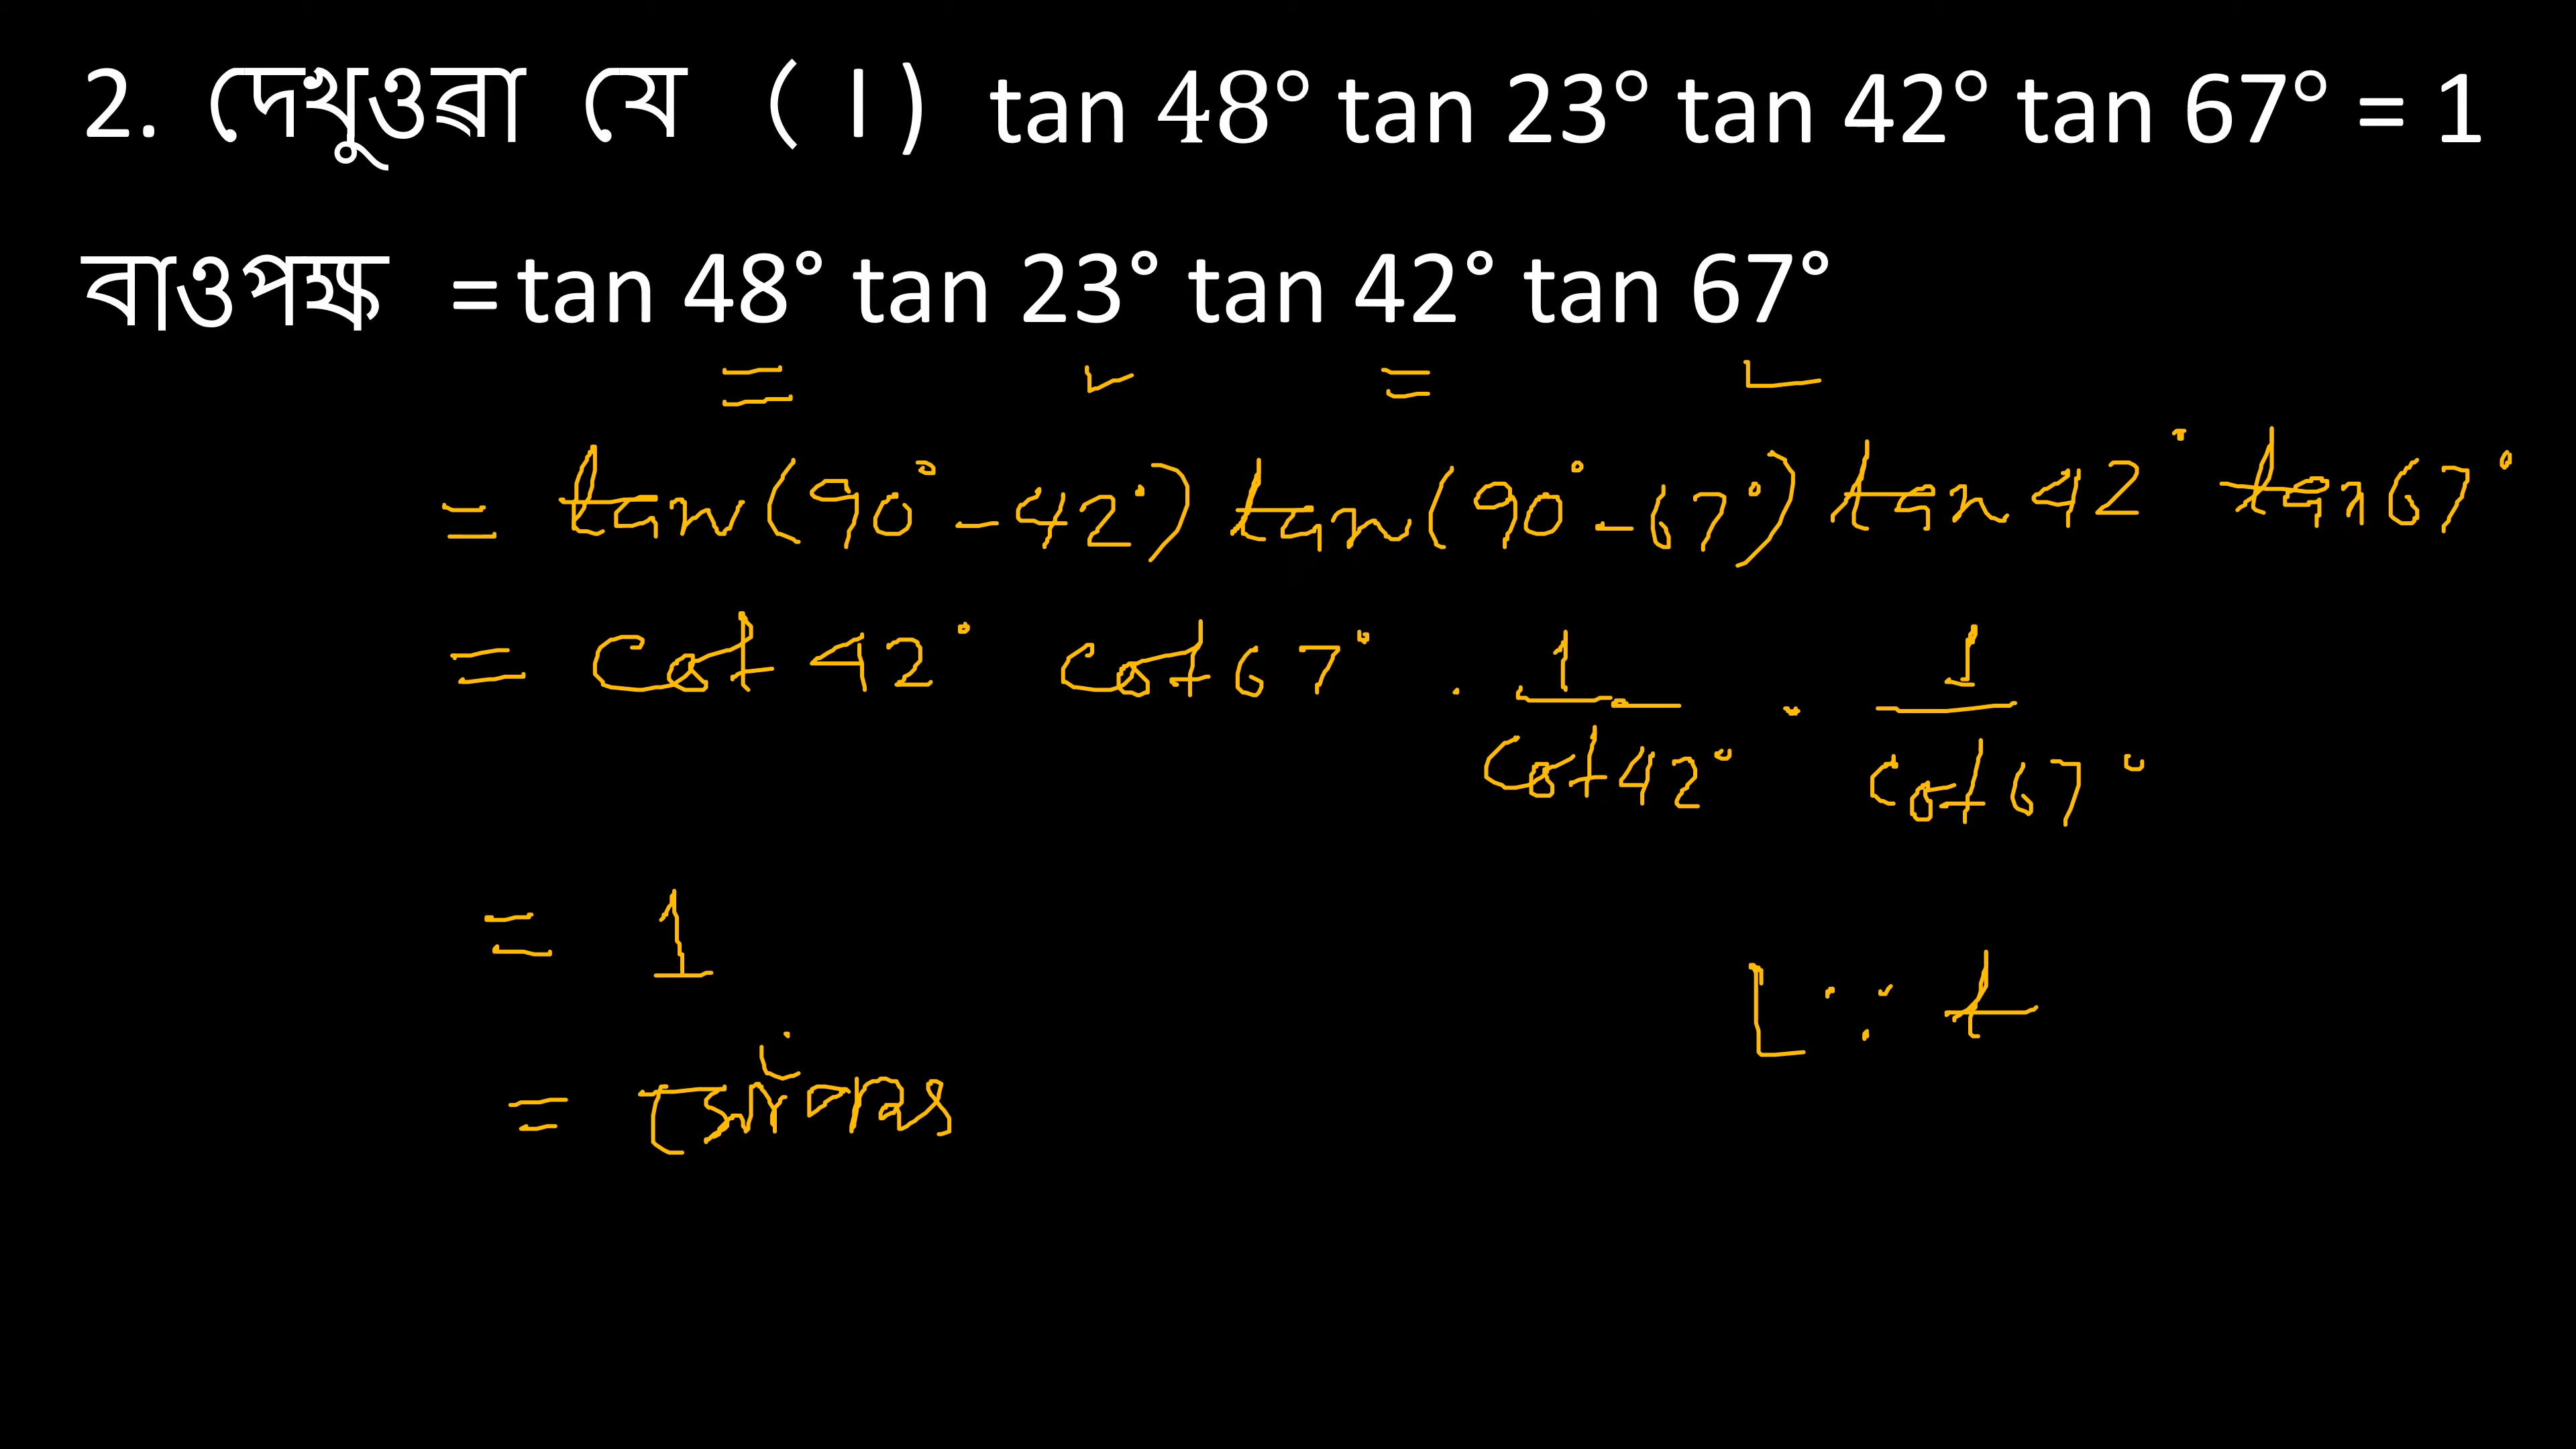 2. দেখুওৱা যে (I) tan 48° tan 23° tan 42° tan 67° = 1
বাওপক্ষ = tan 48° tan 23° tan 42° tan 67°
= tan(90° - 42°) tan(90° - 67°) tan 42° tan 67°
= cot 42° cot 67° . 1/cot 42° . 1/cot 67°
= 1
[∵ t
=